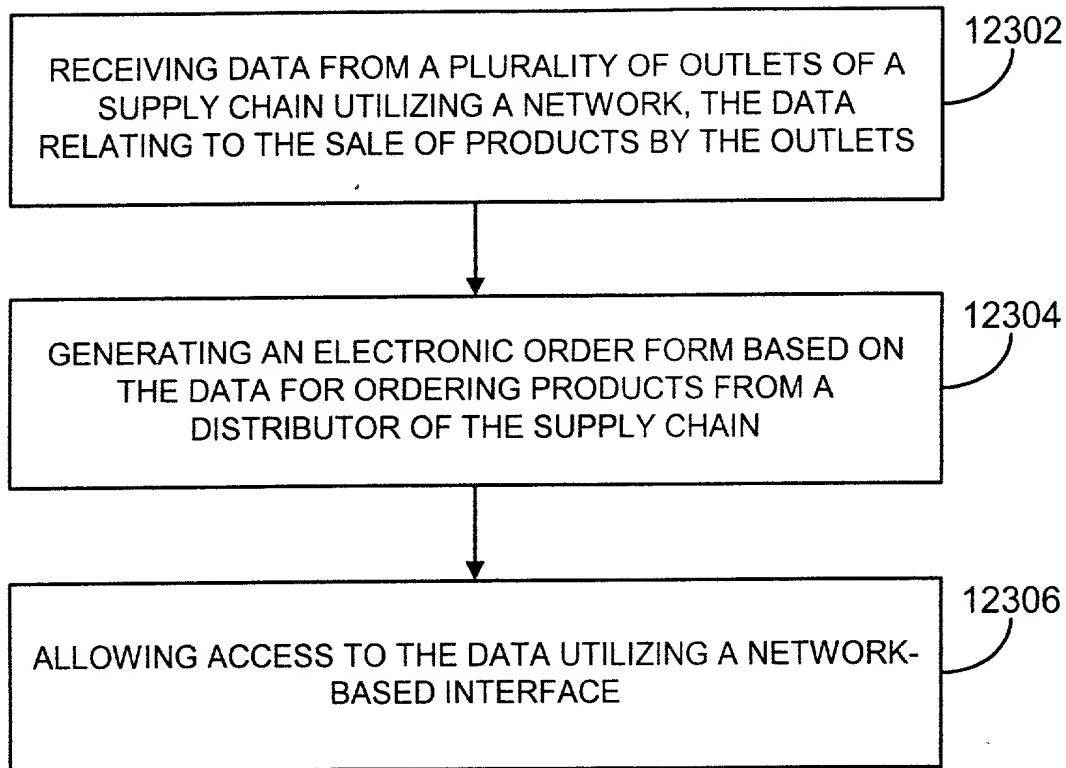 12302
RECEIVING DATA FROM A PLURALITY OF OUTLETS OF A
SUPPLY CHAIN UTILIZING A NETWORK, THE DATA
RELATING TO THE SALE OF PRODUCTS BY THE OUTLETS
12304
GENERATING AN ELECTRONIC ORDER FORM BASED ON
THE DATA FOR ORDERING PRODUCTS FROM A
DISTRIBUTOR OF THE SUPPLY CHAIN
12306
ALLOWING ACCESS TO THE DATA UTILIZING A NETWORK-
BASED INTERFACE